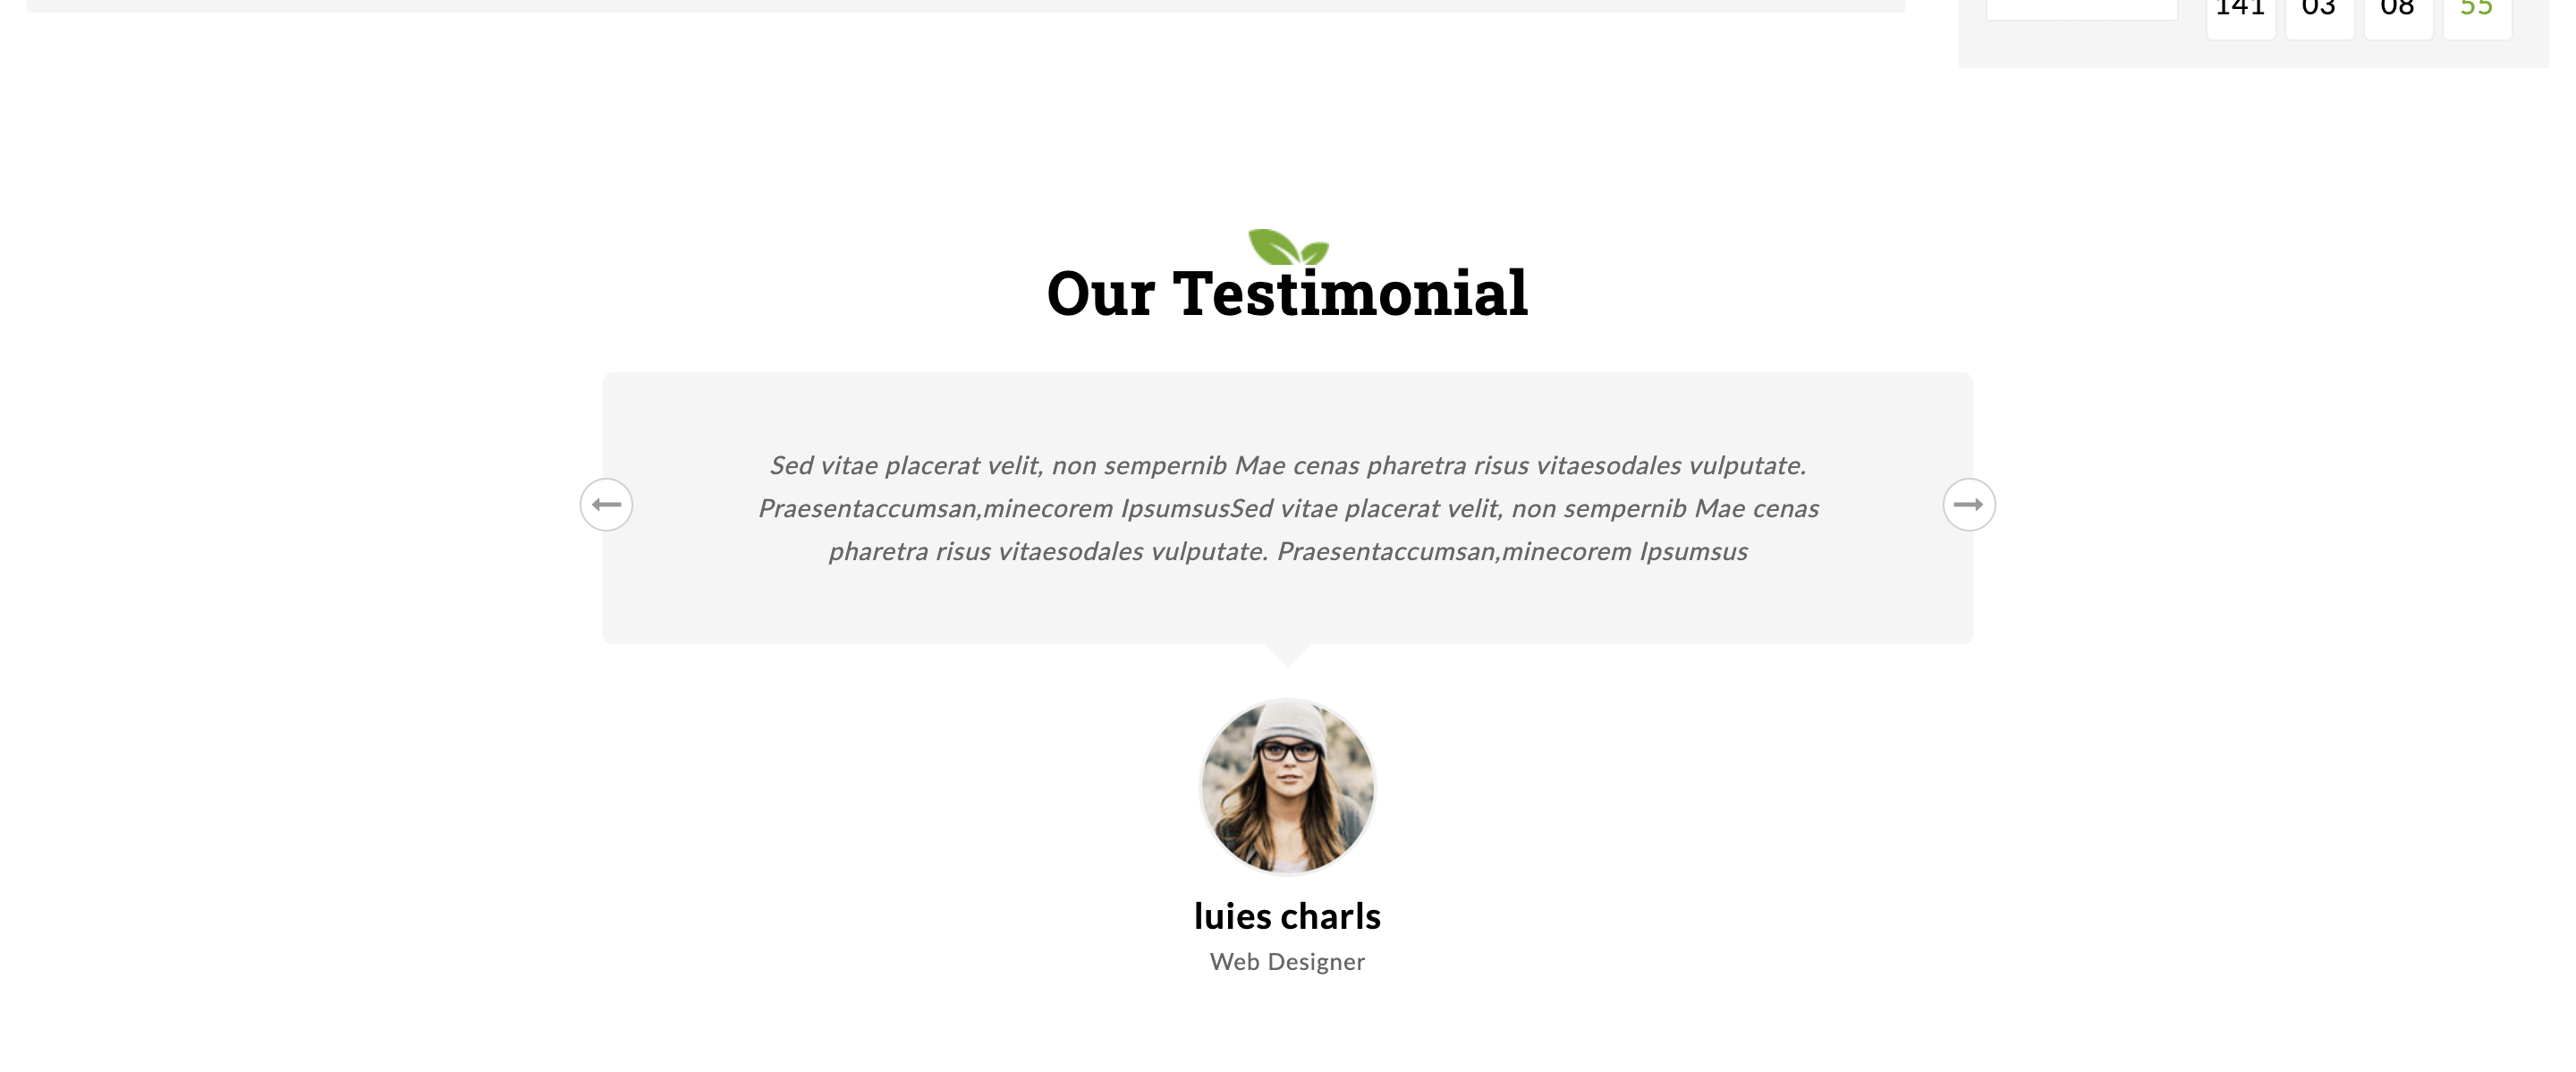 141 03 08 55
Our Testimonial
Sed vitae placerat velit, non sempernib Mae cenas pharetra risus vitaesodales vulputate.
Praesentaccumsan,minecorem IpsumsusSed vitae placerat velit, non sempernib Mae cenas
pharetra risus vitaesodales vulputate. Praesentaccumsan,minecorem Ipsumsus
luies charls
Web Designer